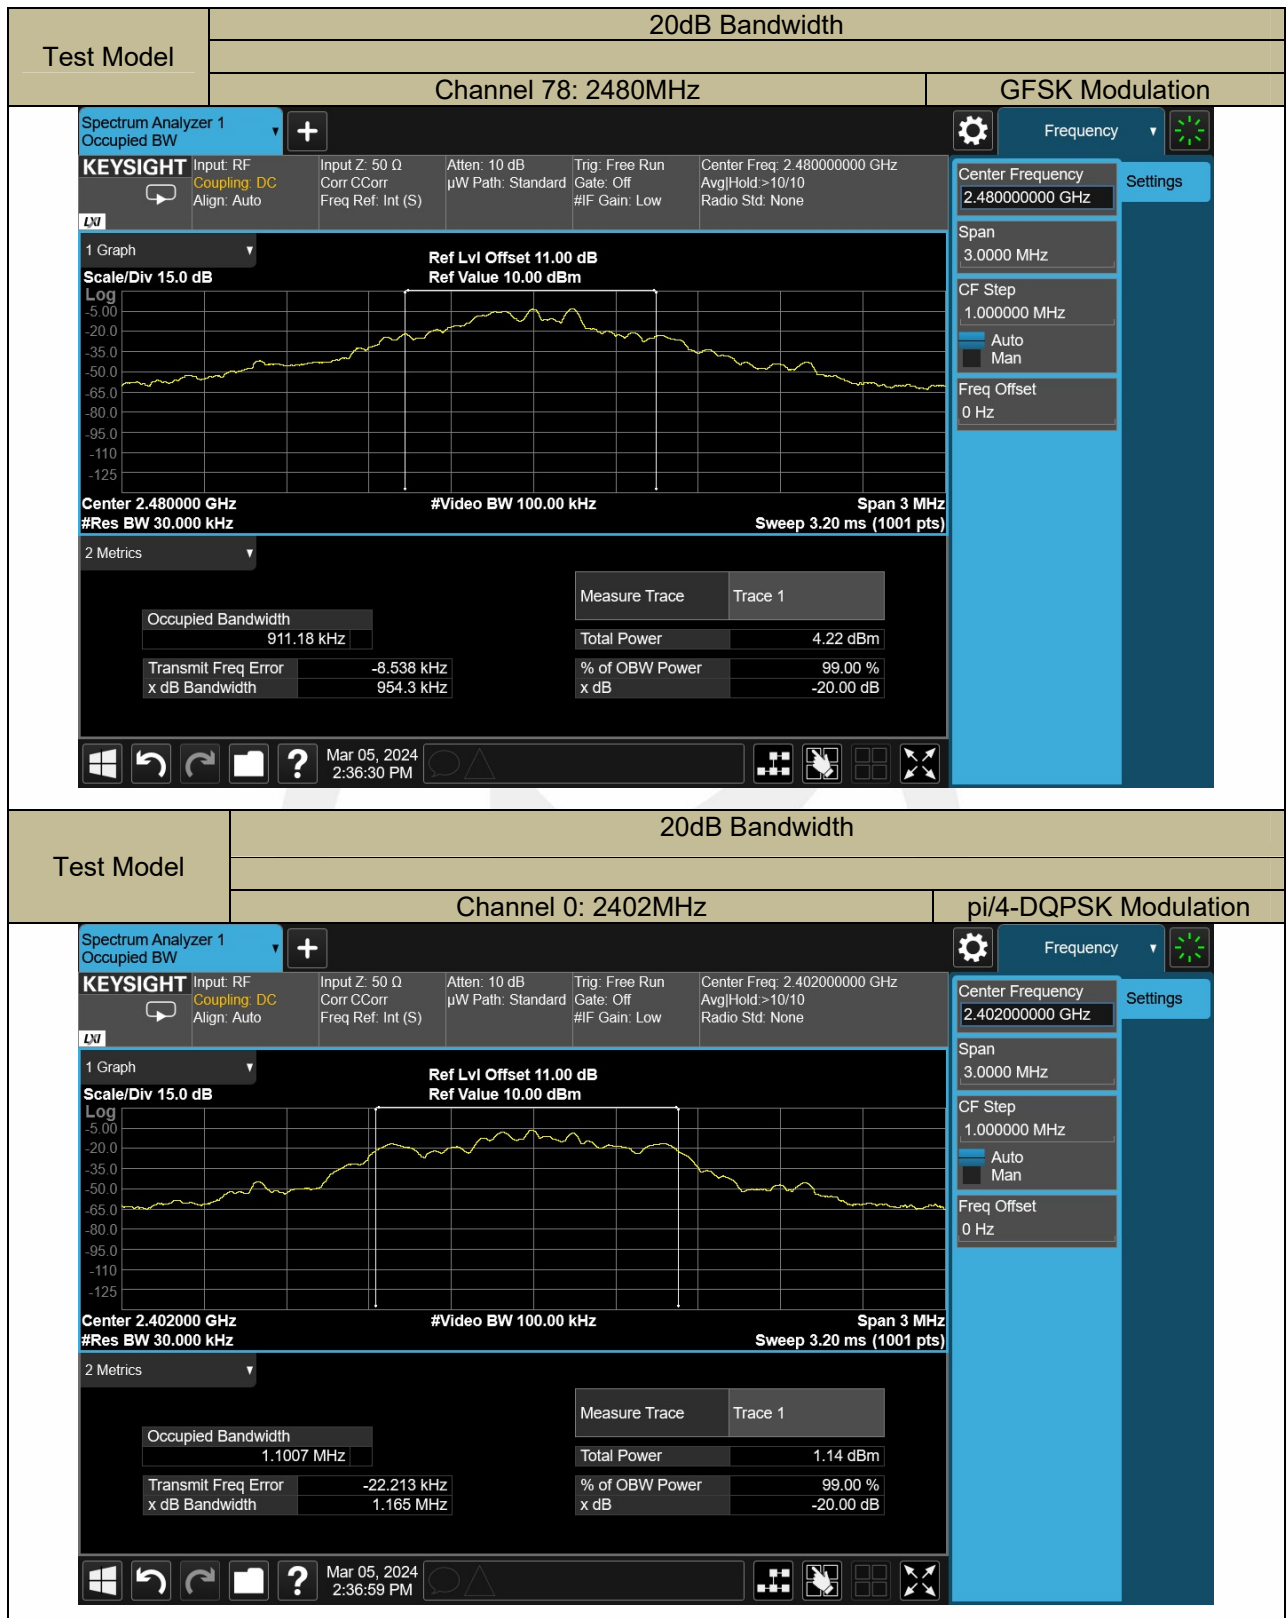 20dB Bandwidth
Test Model
Channel 78: 2480MHz
GFSK Modulation
Spectrum Analyzer 1
Occupied BW
Frequency
KEYSIGHT
Input: RF
Coupling: DC
Align: Auto
Input Z: 50 Ω
Corr CCorr
Freq Ref: Int (S)
Atten: 10 dB
µW Path: Standard
Trig: Free Run
Gate: Off
#IF Gain: Low
Center Freq: 2.480000000 GHz
Avg|Hold:>10/10
Radio Std: None
LXI
Center Frequency
2.480000000 GHz
Settings
Span
3.0000 MHz
CF Step
1.000000 MHz
Auto
Man
Freq Offset
0 Hz
1 Graph
Scale/Div 15.0 dB
Ref Lvl Offset 11.00 dB
Ref Value 10.00 dBm
Log
-5.00
-20.0
-35.0
-50.0
-65.0
-80.0
-95.0
-110
-125
Center 2.480000 GHz
#Video BW 100.00 kHz
Span 3 MHz
#Res BW 30.000 kHz
Sweep 3.20 ms (1001 pts)
2 Metrics
Measure Trace
Trace 1
Occupied Bandwidth
911.18 kHz
Total Power
4.22 dBm
Transmit Freq Error
-8.538 kHz
% of OBW Power
99.00 %
x dB Bandwidth
954.3 kHz
x dB
-20.00 dB
?
Mar 05, 2024
2:36:30 PM
20dB Bandwidth
Test Model
Channel 0: 2402MHz
pi/4-DQPSK Modulation
Spectrum Analyzer 1
Occupied BW
Frequency
KEYSIGHT
Input: RF
Coupling: DC
Align: Auto
Input Z: 50 Ω
Corr CCorr
Freq Ref: Int (S)
Atten: 10 dB
µW Path: Standard
Trig: Free Run
Gate: Off
#IF Gain: Low
Center Freq: 2.402000000 GHz
Avg|Hold:>10/10
Radio Std: None
LXI
Center Frequency
2.402000000 GHz
Settings
Span
3.0000 MHz
CF Step
1.000000 MHz
Auto
Man
Freq Offset
0 Hz
1 Graph
Scale/Div 15.0 dB
Ref Lvl Offset 11.00 dB
Ref Value 10.00 dBm
Log
-5.00
-20.0
-35.0
-50.0
-65.0
-80.0
-95.0
-110
-125
Center 2.402000 GHz
#Video BW 100.00 kHz
Span 3 MHz
#Res BW 30.000 kHz
Sweep 3.20 ms (1001 pts)
2 Metrics
Measure Trace
Trace 1
Occupied Bandwidth
1.1007 MHz
Total Power
1.14 dBm
Transmit Freq Error
-22.213 kHz
% of OBW Power
99.00 %
x dB Bandwidth
1.165 MHz
x dB
-20.00 dB
?
Mar 05, 2024
2:36:59 PM